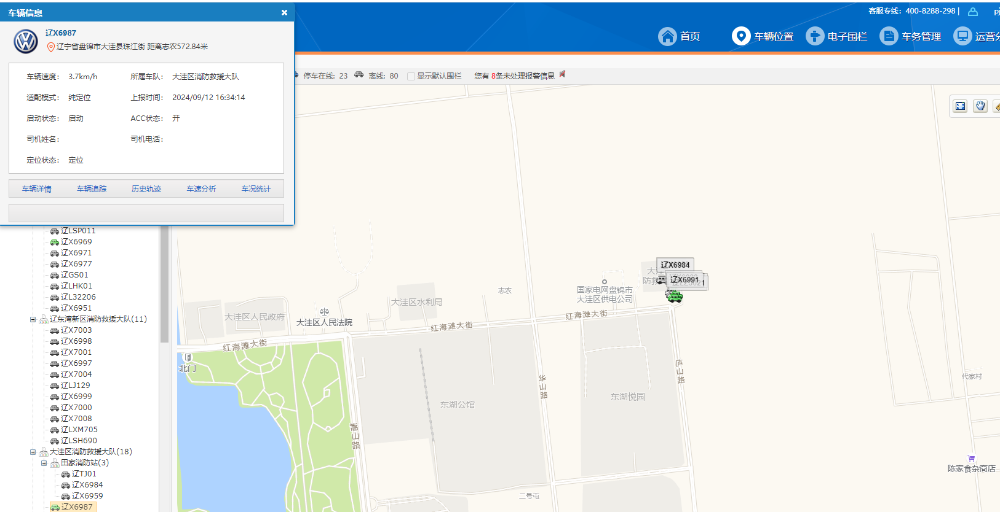 车辆信息
辽X6987
辽宁省盘锦市大洼县珠江街 距离志农572.84米
车辆速度： 3.7km/h 所属车队： 大洼区消防救援大队
适配模式： 纯定位 上报时间： 2024/09/12 16:34:14
启动状态： 启动 ACC状态： 开
司机姓名： 司机电话：
定位状态： 定位
车辆详情 车辆追踪 历史轨迹 车速分析 车况统计
客服专线：400-8288-298 |
首页 车辆位置 电子围栏 车务管理 运营分
停车在线: 23 离线: 80 显示默认围栏 您有 8条未处理报警信息
辽LSP011
辽X6969
辽X6971
辽X6977
辽GS01
辽LHK01
辽L32206
辽X6951
辽东湾新区消防救援大队(11)
辽X7003
辽X6998
辽X7001
辽X6997
辽X7004
辽LJ129
辽X6999
辽X7000
辽X7008
辽LXM705
辽LSH690
大洼区消防救援大队(18)
田家消防站(3)
辽TJ01
辽X6984
辽X6959
辽X6987
辽X6984
辽X6991
志农
国家电网盘锦市
大洼区供电公司
大洼区水利局
大洼区人民政府
大洼区人民法院
红海滩大街
红海滩大街
红海滩大街
北门
华山路
庐山路
嵩山路
东湖公馆
东湖悦园
代家村
陈家食杂商店
二号屯